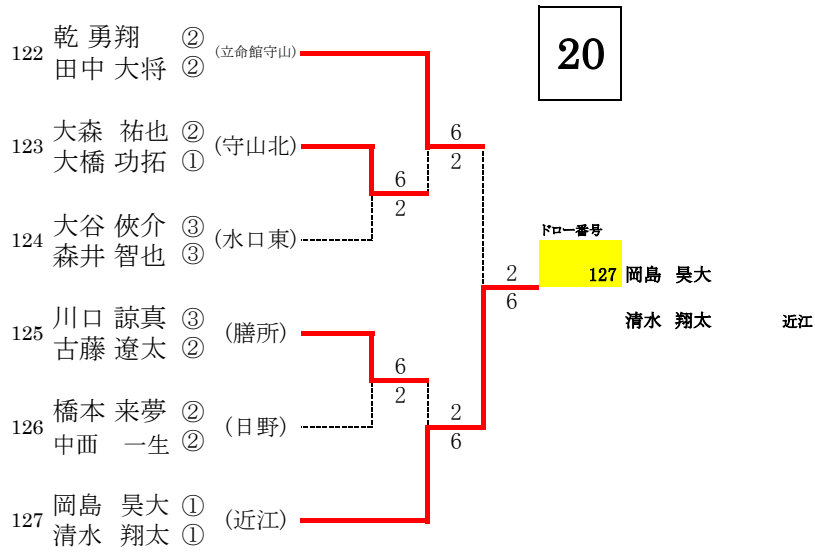 20
122 乾 勇翔 ② (立命館守山)
田中 大将 ②
123 大森 祐也 ② (守山北)
大橋 功拓 ①
6
2
6
2
124 大谷 俠介 ③ (水口東)
森井 智也 ③
ドロー番号
127 岡島 昊大
清水 翔太 近江
2
6
125 川口 諒真 ③ (膳所)
古藤 遼太 ②
6
2
2
6
126 橋本 来夢 ② (日野)
中西 一生 ②
127 岡島 昊大 ① (近江)
清水 翔太 ①